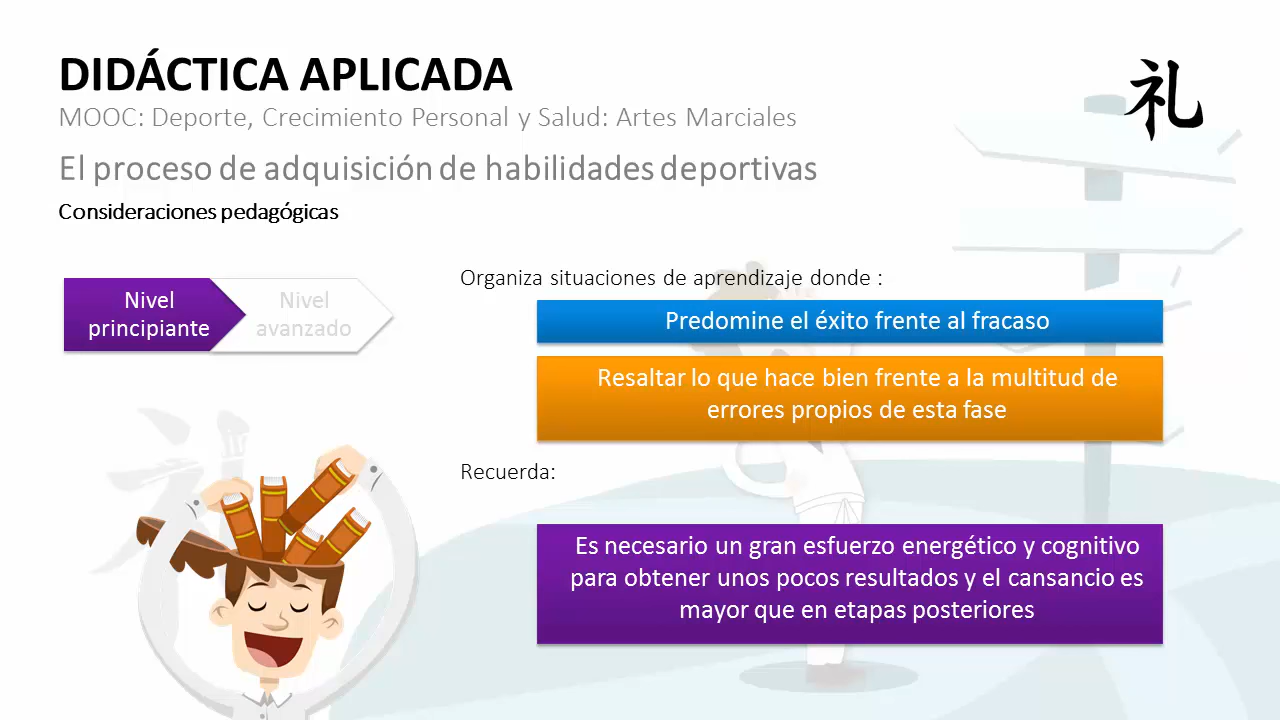 DIDÁCTICA APLICADA
礼
MOOC: Deporte, Crecimiento Personal y Salud: Artes Marciales
El proceso de adquisición de habilidades deportivas
Consideraciones pedagógicas
Nivel
principiante
Nivel
avanzado
Organiza situaciones de aprendizaje donde :
Predomine el éxito frente al fracaso
Resaltar lo que hace bien frente a la multitud de
errores propios de esta fase
Recuerda:
Es necesario un gran esfuerzo energético y cognitivo
para obtener unos pocos resultados y el cansancio es
mayor que en etapas posteriores